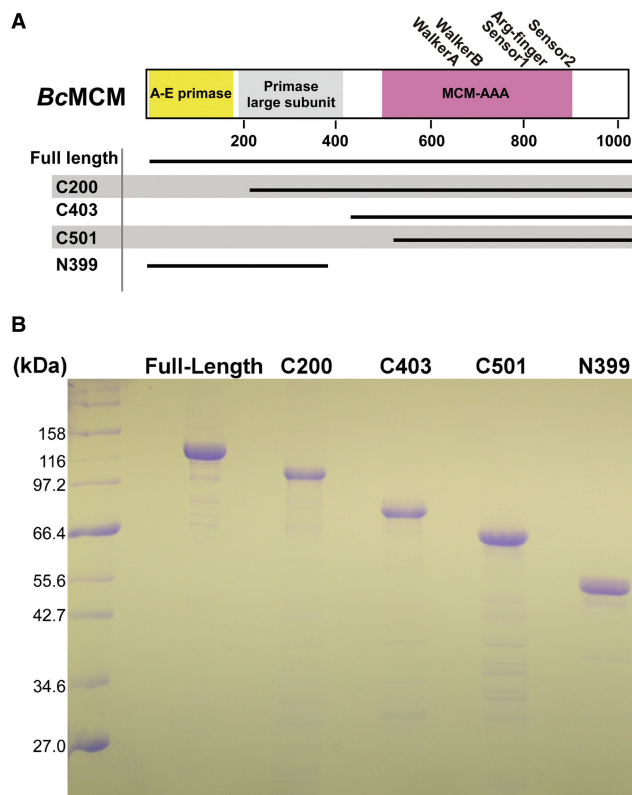 A
WalkerA
WalkerB
Sensor1
Arg-finger
Sensor2
BcMCM
A-E primase
Primase
large subunit
MCM-AAA
200 400 600 800 1000
Full length
C200
C403
C501
N399
B
(kDa) Full-Length C200 C403 C501 N399
158
116
97.2
66.4
55.6
42.7
34.6
27.0